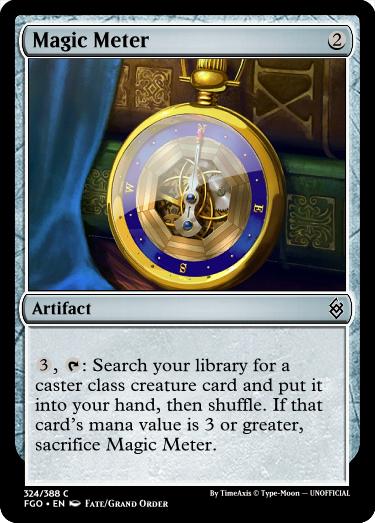 Magic Meter 2
N
W E
S
Artifact
3, T: Search your library for a
caster class creature card and put it
into your hand, then shuffle. If that
card's mana value is 3 or greater,
sacrifice Magic Meter.
324/388 C
FGO • EN FATE/GRAND ORDER
By TimeAxis © Type-Moon — UNOFFICIAL